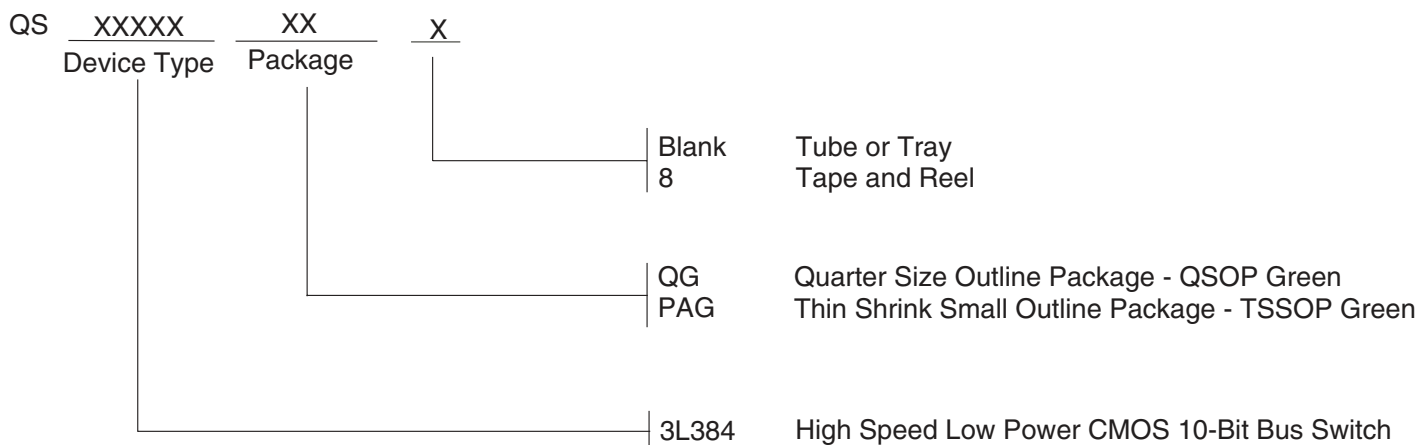 QS XXXXX XX X
Device Type Package
Blank Tube or Tray
8 Tape and Reel
QG Quarter Size Outline Package - QSOP Green
PAG Thin Shrink Small Outline Package - TSSOP Green
3L384 High Speed Low Power CMOS 10-Bit Bus Switch